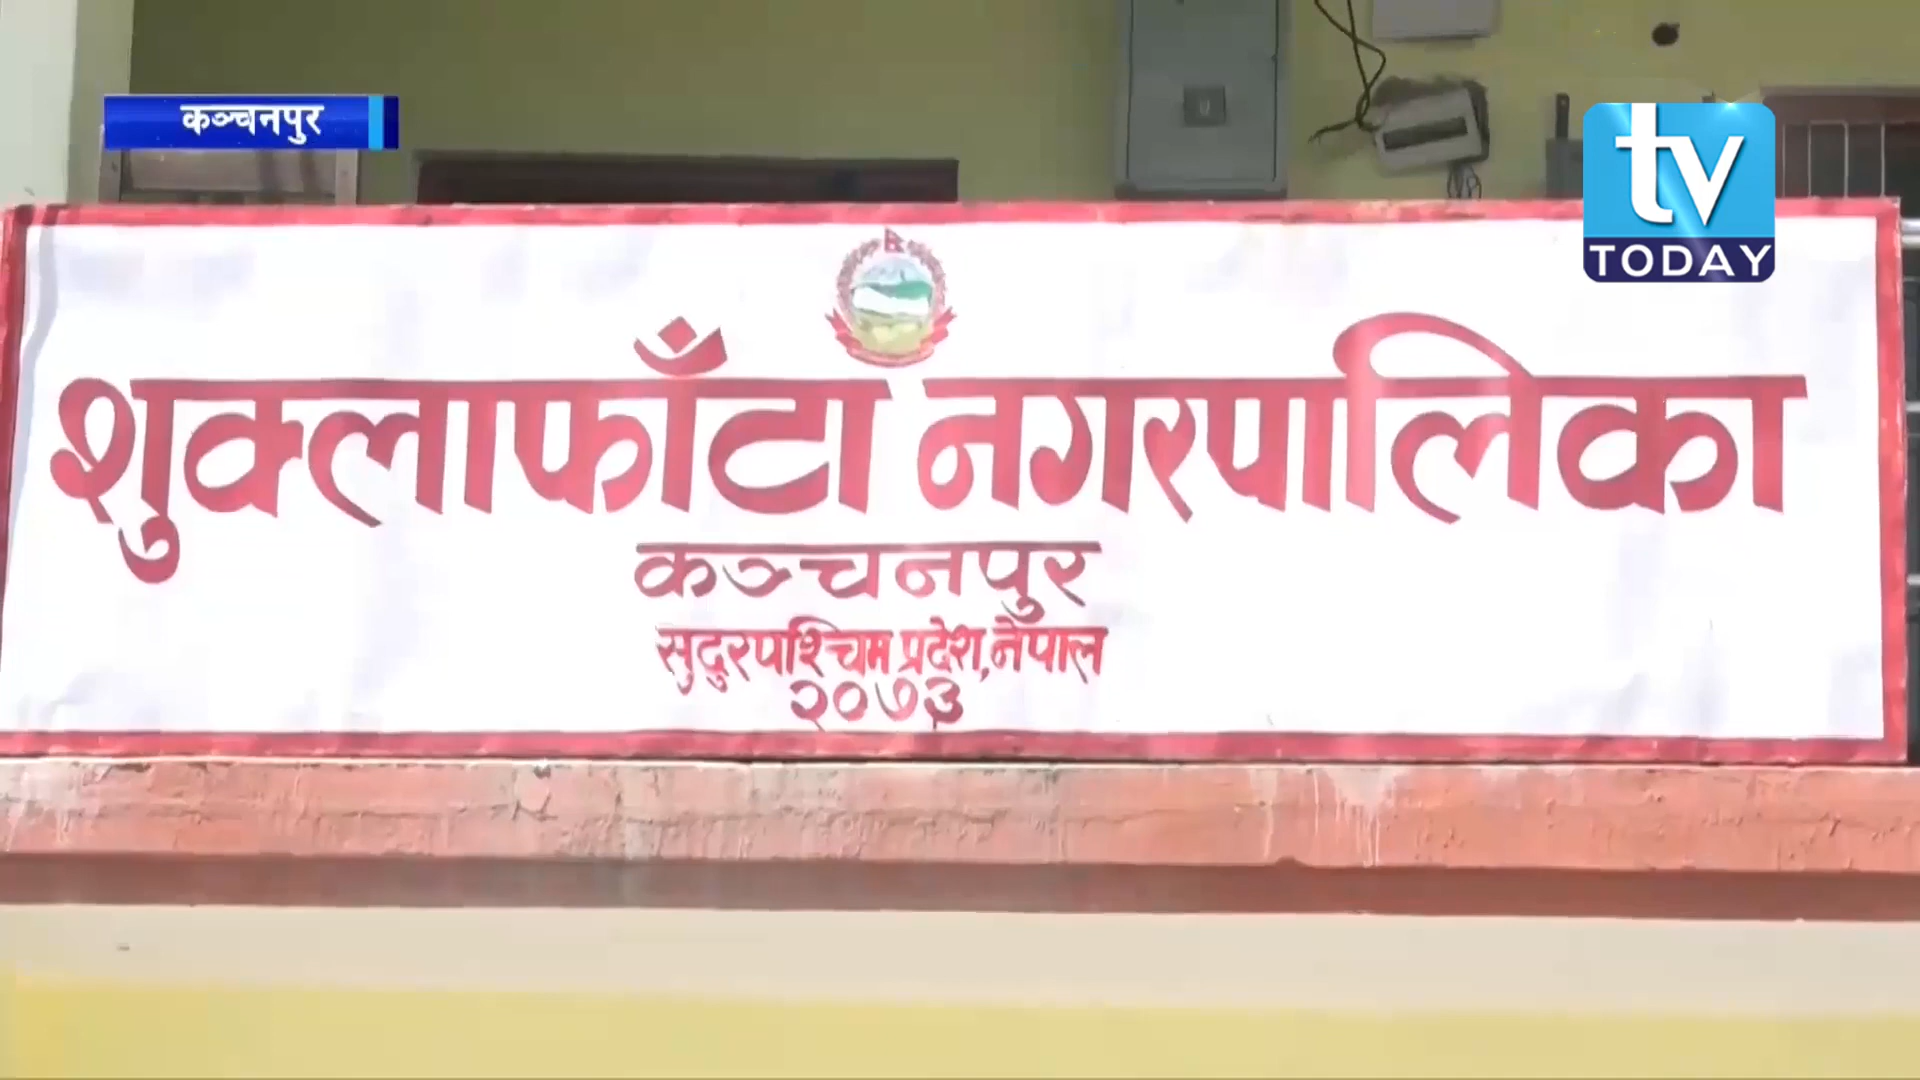 कञ्चनपुर
tv
TODAY
शुक्लाफाँटा नगरपालिका
कञ्चनपुर
सुदुरपश्चिम प्रदेश, नेपाल
२०७३